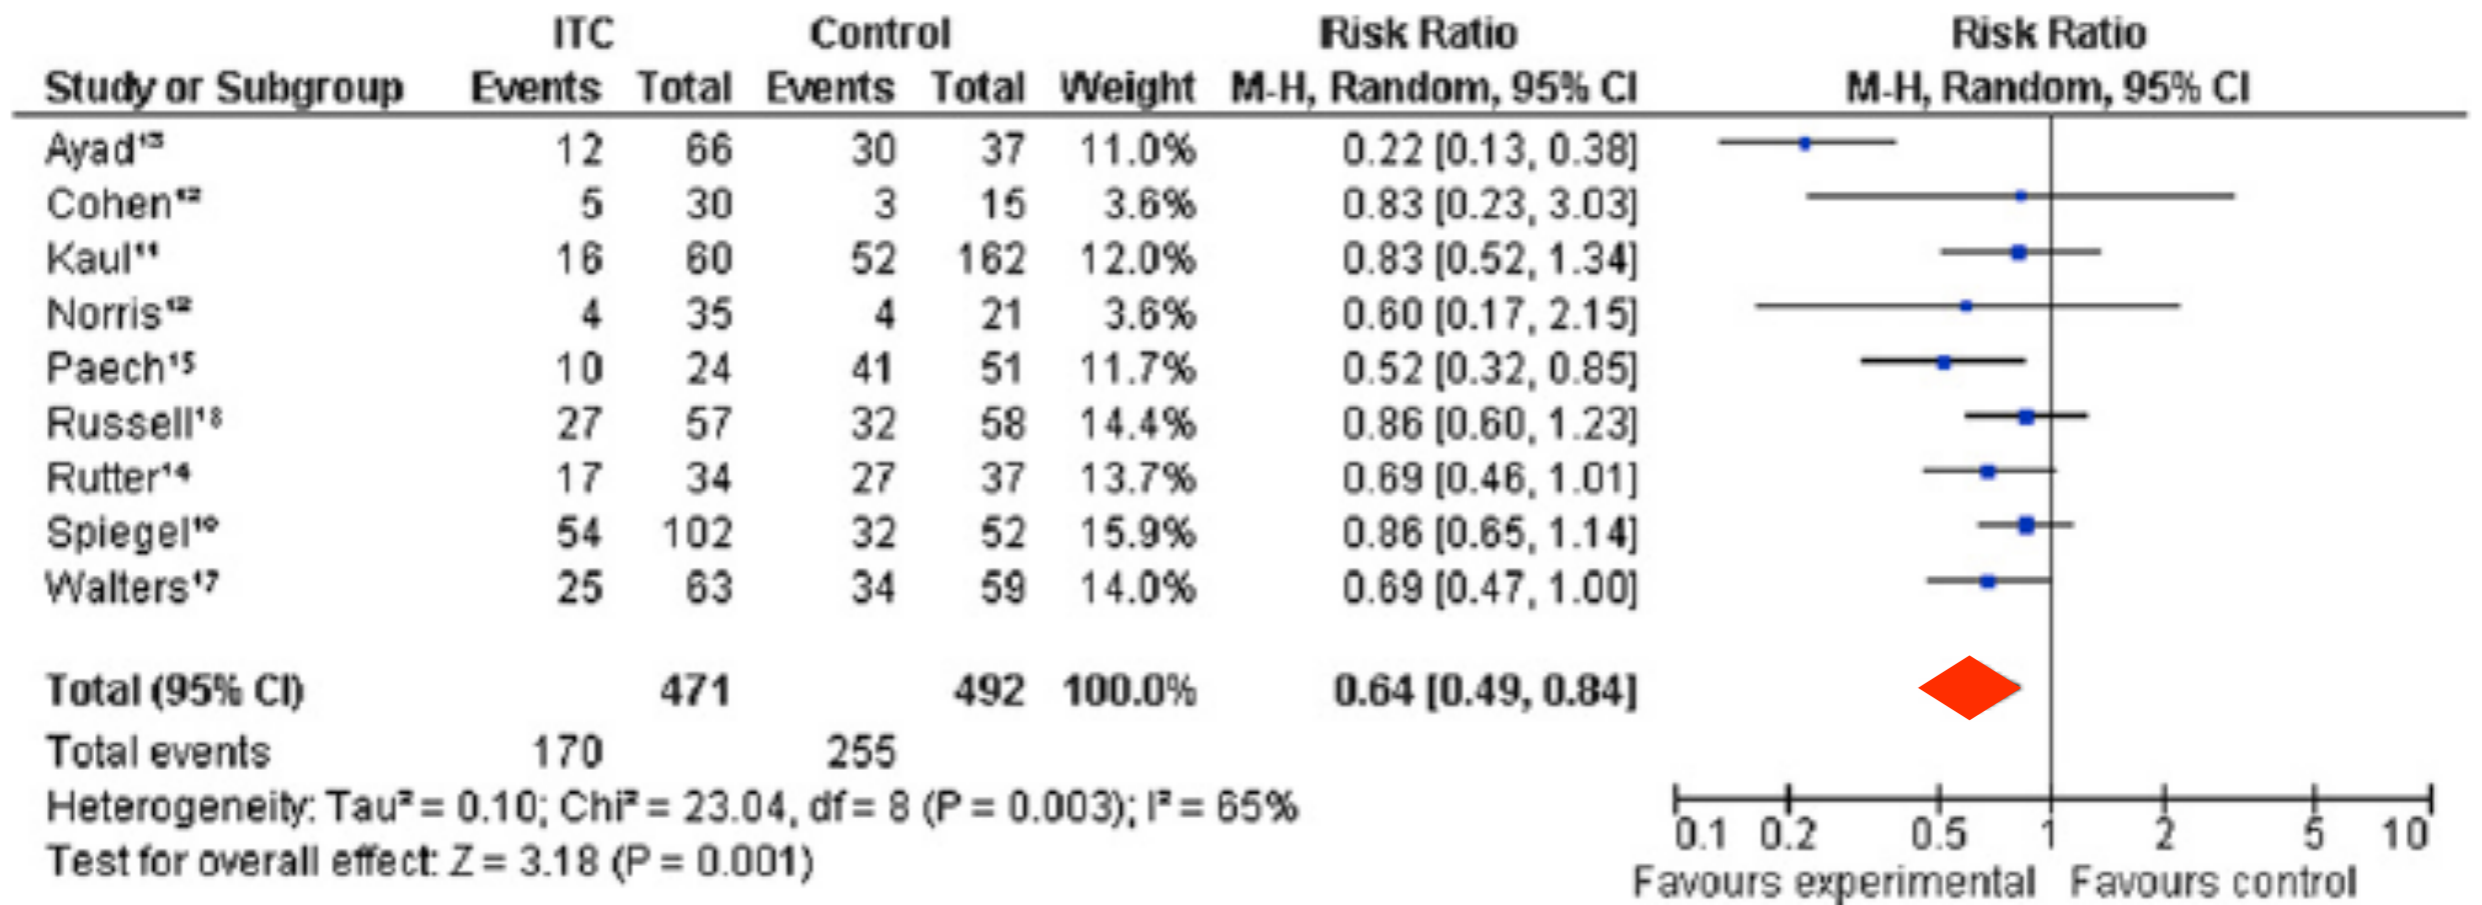 ITC Control Risk Ratio Risk Ratio
Study or Subgroup Events Total Events Total Weight M-H, Random, 95% CI M-H, Random, 95% CI
Ayad¹³ 12 66 30 37 11.0% 0.22 [0.13, 0.38]
Cohen¹² 5 30 3 15 3.6% 0.83 [0.23, 3.03]
Kaul¹¹ 16 60 52 162 12.0% 0.83 [0.52, 1.34]
Norris¹² 4 35 4 21 3.6% 0.60 [0.17, 2.15]
Paech¹⁵ 10 24 41 51 11.7% 0.52 [0.32, 0.85]
Russell¹⁸ 27 57 32 58 14.4% 0.86 [0.60, 1.23]
Rutter¹⁴ 17 34 27 37 13.7% 0.69 [0.46, 1.01]
Spiegel¹⁰ 54 102 32 52 15.9% 0.86 [0.65, 1.14]
Walters¹⁷ 25 63 34 59 14.0% 0.69 [0.47, 1.00]
Total (95% CI) 471 492 100.0% 0.64 [0.49, 0.84]
Total events 170 255
Heterogeneity: Tau² = 0.10; Chi² = 23.04, df = 8 (P = 0.003); I² = 65%
Test for overall effect: Z = 3.18 (P = 0.001)
0.1 0.2 0.5 1 2 5 10
Favours experimental Favours control